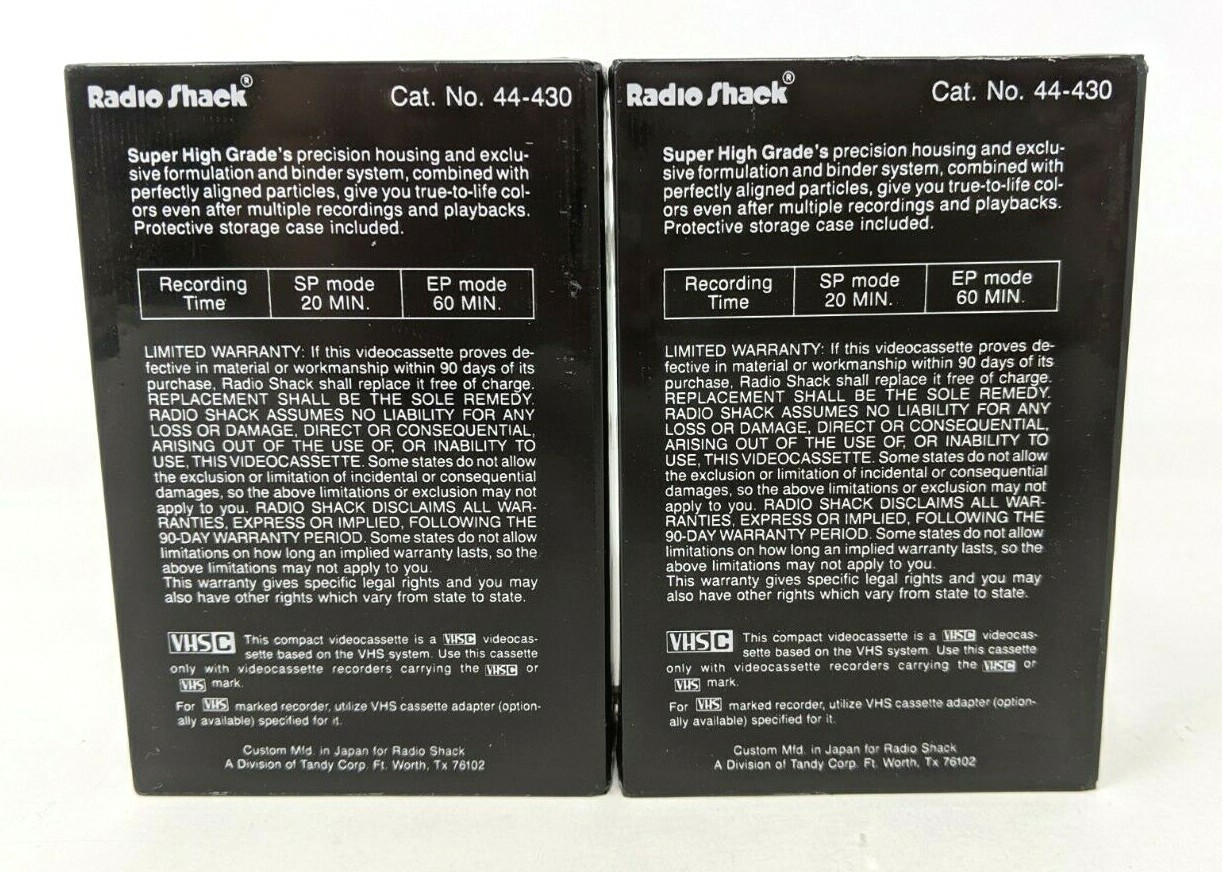 Radio Shack® Cat. No. 44-430
Super High Grade's precision housing and exclu-
sive formulation and binder system, combined with
perfectly aligned particles, give you true-to-life col-
ors even after multiple recordings and playbacks.
Protective storage case included.
Recording Time SP mode 20 MIN. EP mode 60 MIN.
LIMITED WARRANTY: If this videocassette proves de-
fective in material or workmanship within 90 days of its
purchase, Radio Shack shall replace it free of charge.
REPLACEMENT SHALL BE THE SOLE REMEDY.
RADIO SHACK ASSUMES NO LIABILITY FOR ANY
LOSS OR DAMAGE, DIRECT OR CONSEQUENTIAL,
ARISING OUT OF THE USE OF, OR INABILITY TO
USE, THIS VIDEOCASSETTE. Some states do not allow
the exclusion or limitation of incidental or consequential
damages, so the above limitations or exclusion may not
apply to you. RADIO SHACK DISCLAIMS ALL WAR-
RANTIES, EXPRESS OR IMPLIED, FOLLOWING THE
90-DAY WARRANTY PERIOD. Some states do not allow
limitations on how long an implied warranty lasts, so the
above limitations may not apply to you.
This warranty gives specific legal rights and you may
also have other rights which vary from state to state.
VHS C This compact videocassette is a VHS C videocas-
sette based on the VHS system. Use this cassette
only with videocassette recorders carrying the VHS C or
VHS mark.
For VHS marked recorder, utilize VHS cassette adapter (option-
ally available) specified for it.
Custom Mfd. in Japan for Radio Shack
A Division of Tandy Corp. Ft. Worth, Tx 76102
Radio Shack® Cat. No. 44-430
Super High Grade's precision housing and exclu-
sive formulation and binder system, combined with
perfectly aligned particles, give you true-to-life col-
ors even after multiple recordings and playbacks.
Protective storage case included.
Recording Time SP mode 20 MIN. EP mode 60 MIN.
LIMITED WARRANTY: If this videocassette proves de-
fective in material or workmanship within 90 days of its
purchase, Radio Shack shall replace it free of charge.
REPLACEMENT SHALL BE THE SOLE REMEDY.
RADIO SHACK ASSUMES NO LIABILITY FOR ANY
LOSS OR DAMAGE, DIRECT OR CONSEQUENTIAL,
ARISING OUT OF THE USE OF, OR INABILITY TO
USE, THIS VIDEOCASSETTE. Some states do not allow
the exclusion or limitation of incidental or consequential
damages, so the above limitations or exclusion may not
apply to you. RADIO SHACK DISCLAIMS ALL WAR-
RANTIES, EXPRESS OR IMPLIED, FOLLOWING THE
90-DAY WARRANTY PERIOD. Some states do not allow
limitations on how long an implied warranty lasts, so the
above limitations may not apply to you.
This warranty gives specific legal rights and you may
also have other rights which vary from state to state.
VHS C This compact videocassette is a VHS C videocas-
sette based on the VHS system. Use this cassette
only with videocassette recorders carrying the VHS C or
VHS mark.
For VHS marked recorder, utilize VHS cassette adapter (option-
ally available) specified for it.
Custom Mfd. in Japan for Radio Shack
A Division of Tandy Corp. Ft. Worth, Tx 76102